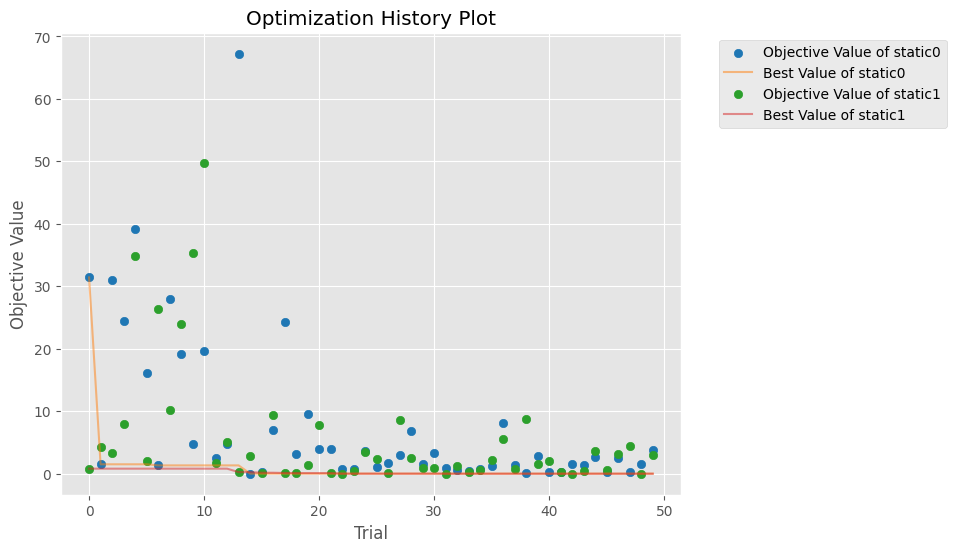 Optimization History Plot
Objective Value
70
60
50
40
30
20
10
0
0 10 20 30 40 50
Trial
Objective Value of static0
Best Value of static0
Objective Value of static1
Best Value of static1